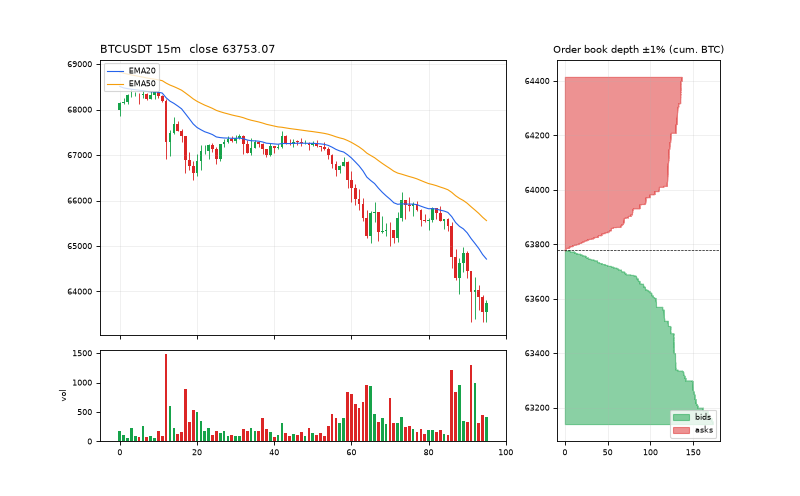 BTCUSDT 15m  close 63753.07
EMA20
EMA50
69000
68000
67000
66000
65000
64000
1500
1000
500
0
vol
0 20 40 60 80 100
Order book depth ±1% (cum. BTC)
64400
64200
64000
63800
63600
63400
63200
bids
asks
0 50 100 150